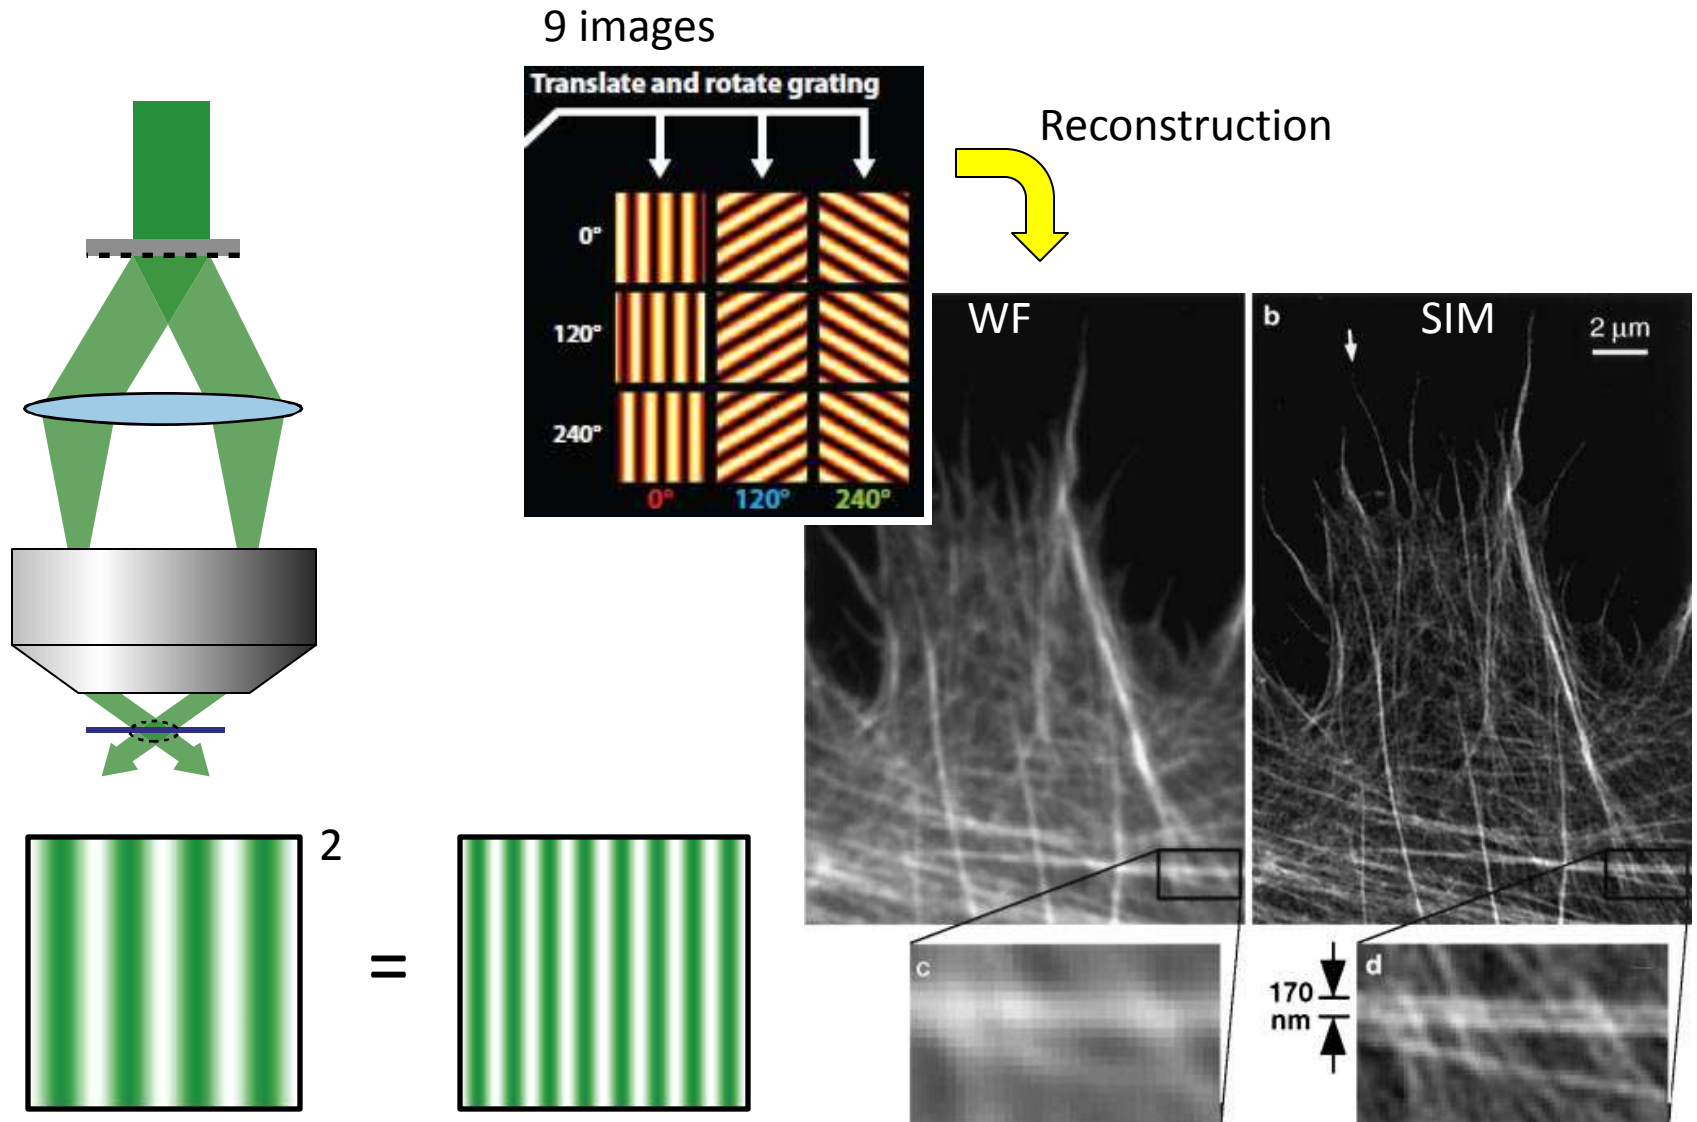 9 images
Translate and rotate grating
0°
120°
240°
0° 120° 240°
Reconstruction
WF
b
SIM
2 µm
2
=
c
d
170
nm